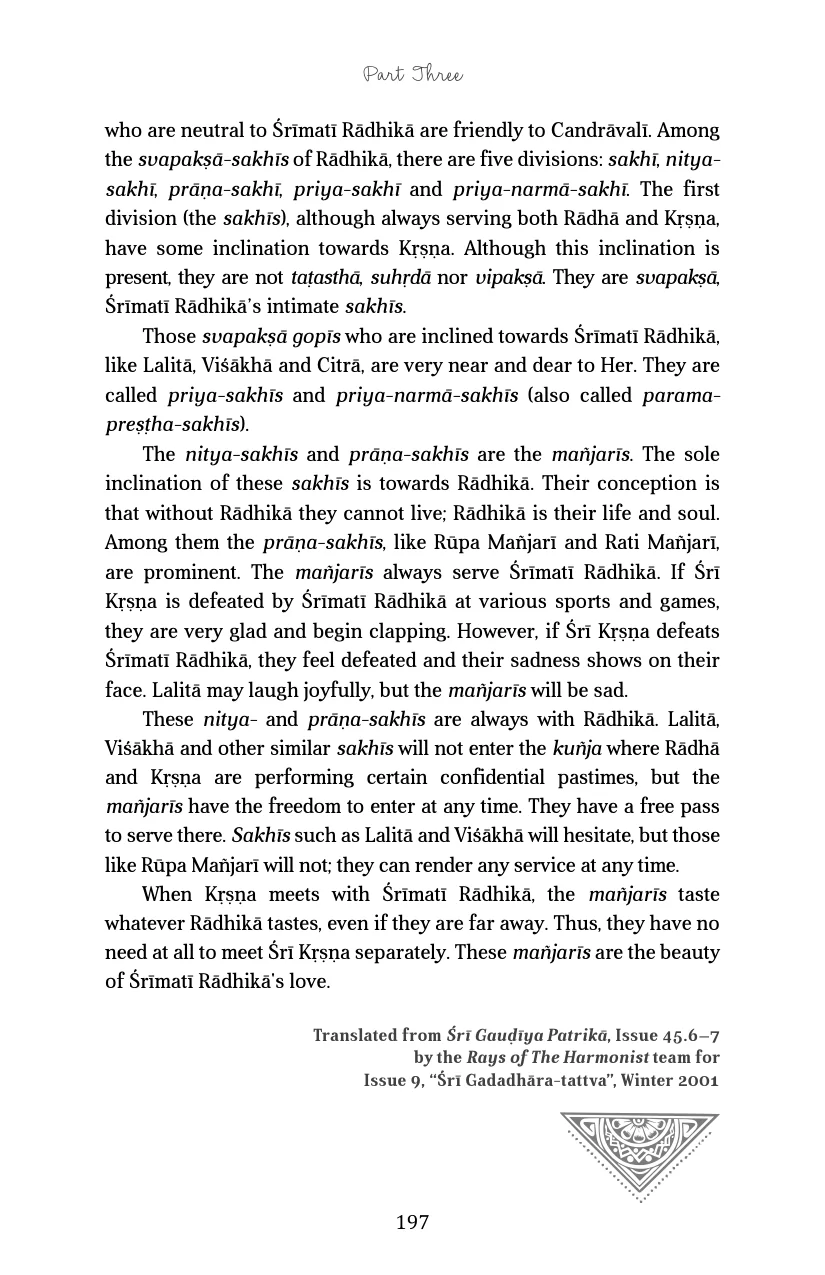 Part Three
who are neutral to Śrīmatī Rādhikā are friendly to Candrāvalī. Among
the svapakṣā-sakhīs of Rādhikā, there are five divisions: sakhī, nitya-
sakhī, prāṇa-sakhī, priya-sakhī and priya-narmā-sakhī. The first
division (the sakhīs), although always serving both Rādhā and Kṛṣṇa,
have some inclination towards Kṛṣṇa. Although this inclination is
present, they are not taṭasthā, suhṛdā nor vipakṣā. They are svapakṣā,
Śrīmatī Rādhikā’s intimate sakhīs.
Those svapakṣā gopīs who are inclined towards Śrīmatī Rādhikā,
like Lalitā, Viśākhā and Citrā, are very near and dear to Her. They are
called priya-sakhīs and priya-narmā-sakhīs (also called parama-
preṣṭha-sakhīs).
The nitya-sakhīs and prāṇa-sakhīs are the mañjarīs. The sole
inclination of these sakhīs is towards Rādhikā. Their conception is
that without Rādhikā they cannot live; Rādhikā is their life and soul.
Among them the prāṇa-sakhīs, like Rūpa Mañjarī and Rati Mañjarī,
are prominent. The mañjarīs always serve Śrīmatī Rādhikā. If Śrī
Kṛṣṇa is defeated by Śrīmatī Rādhikā at various sports and games,
they are very glad and begin clapping. However, if Śrī Kṛṣṇa defeats
Śrīmatī Rādhikā, they feel defeated and their sadness shows on their
face. Lalitā may laugh joyfully, but the mañjarīs will be sad.
These nitya- and prāṇa-sakhīs are always with Rādhikā. Lalitā,
Viśākhā and other similar sakhīs will not enter the kuñja where Rādhā
and Kṛṣṇa are performing certain confidential pastimes, but the
mañjarīs have the freedom to enter at any time. They have a free pass
to serve there. Sakhīs such as Lalitā and Viśākhā will hesitate, but those
like Rūpa Mañjarī will not; they can render any service at any time.
When Kṛṣṇa meets with Śrīmatī Rādhikā, the mañjarīs taste
whatever Rādhikā tastes, even if they are far away. Thus, they have no
need at all to meet Śrī Kṛṣṇa separately. These mañjarīs are the beauty
of Śrīmatī Rādhikā's love.
Translated from Śrī Gauḍīya Patrikā, Issue 45.6–7
by the Rays of The Harmonist team for
Issue 9, “Śrī Gadadhāra-tattva”, Winter 2001
197